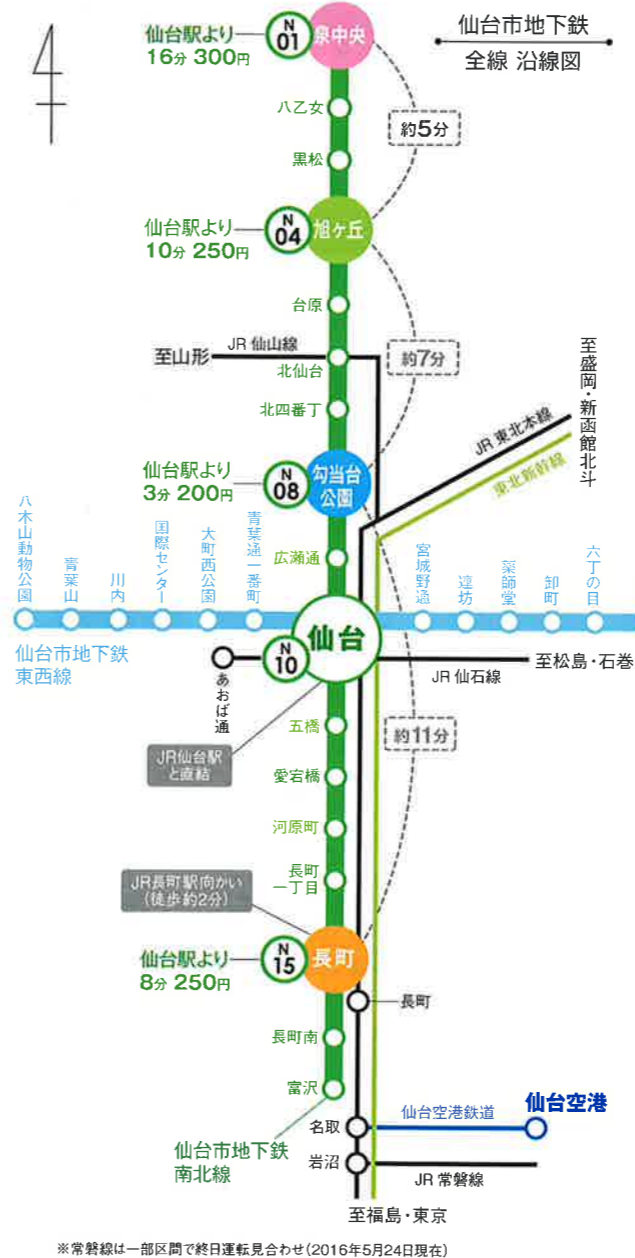 仙台市地下鉄
全線 沿線図
仙台駅より
16分 300円
N
01
泉中央
八乙女
約5分
黒松
仙台駅より
10分 250円
N
04
旭ヶ丘
台原
至山形
JR 仙山線
北仙台
約7分
至盛岡・新函館北斗
北四番丁
JR 東北本線
東北新幹線
仙台駅より
3分 200円
N
08
勾当台
公園
広瀬通
八木山動物公園
青葉山
川内
国際センター
大町西公園
青葉通一番町
宮城野通
連坊
薬師堂
卸町
六丁の目
仙台市地下鉄
東西線
仙台
N
10
あおば通
JR 仙石線
至松島・石巻
五橋
約11分
JR仙台駅
と直結
愛宕橋
河原町
長町
一丁目
JR長町駅向かい
(徒歩約2分)
仙台駅より
8分 250円
N
15
長町
長町
長町南
富沢
仙台市地下鉄
南北線
名取
仙台空港鉄道
仙台空港
岩沼
JR 常磐線
至福島・東京
※常磐線は一部区間で終日運転見合わせ(2016年5月24日現在)